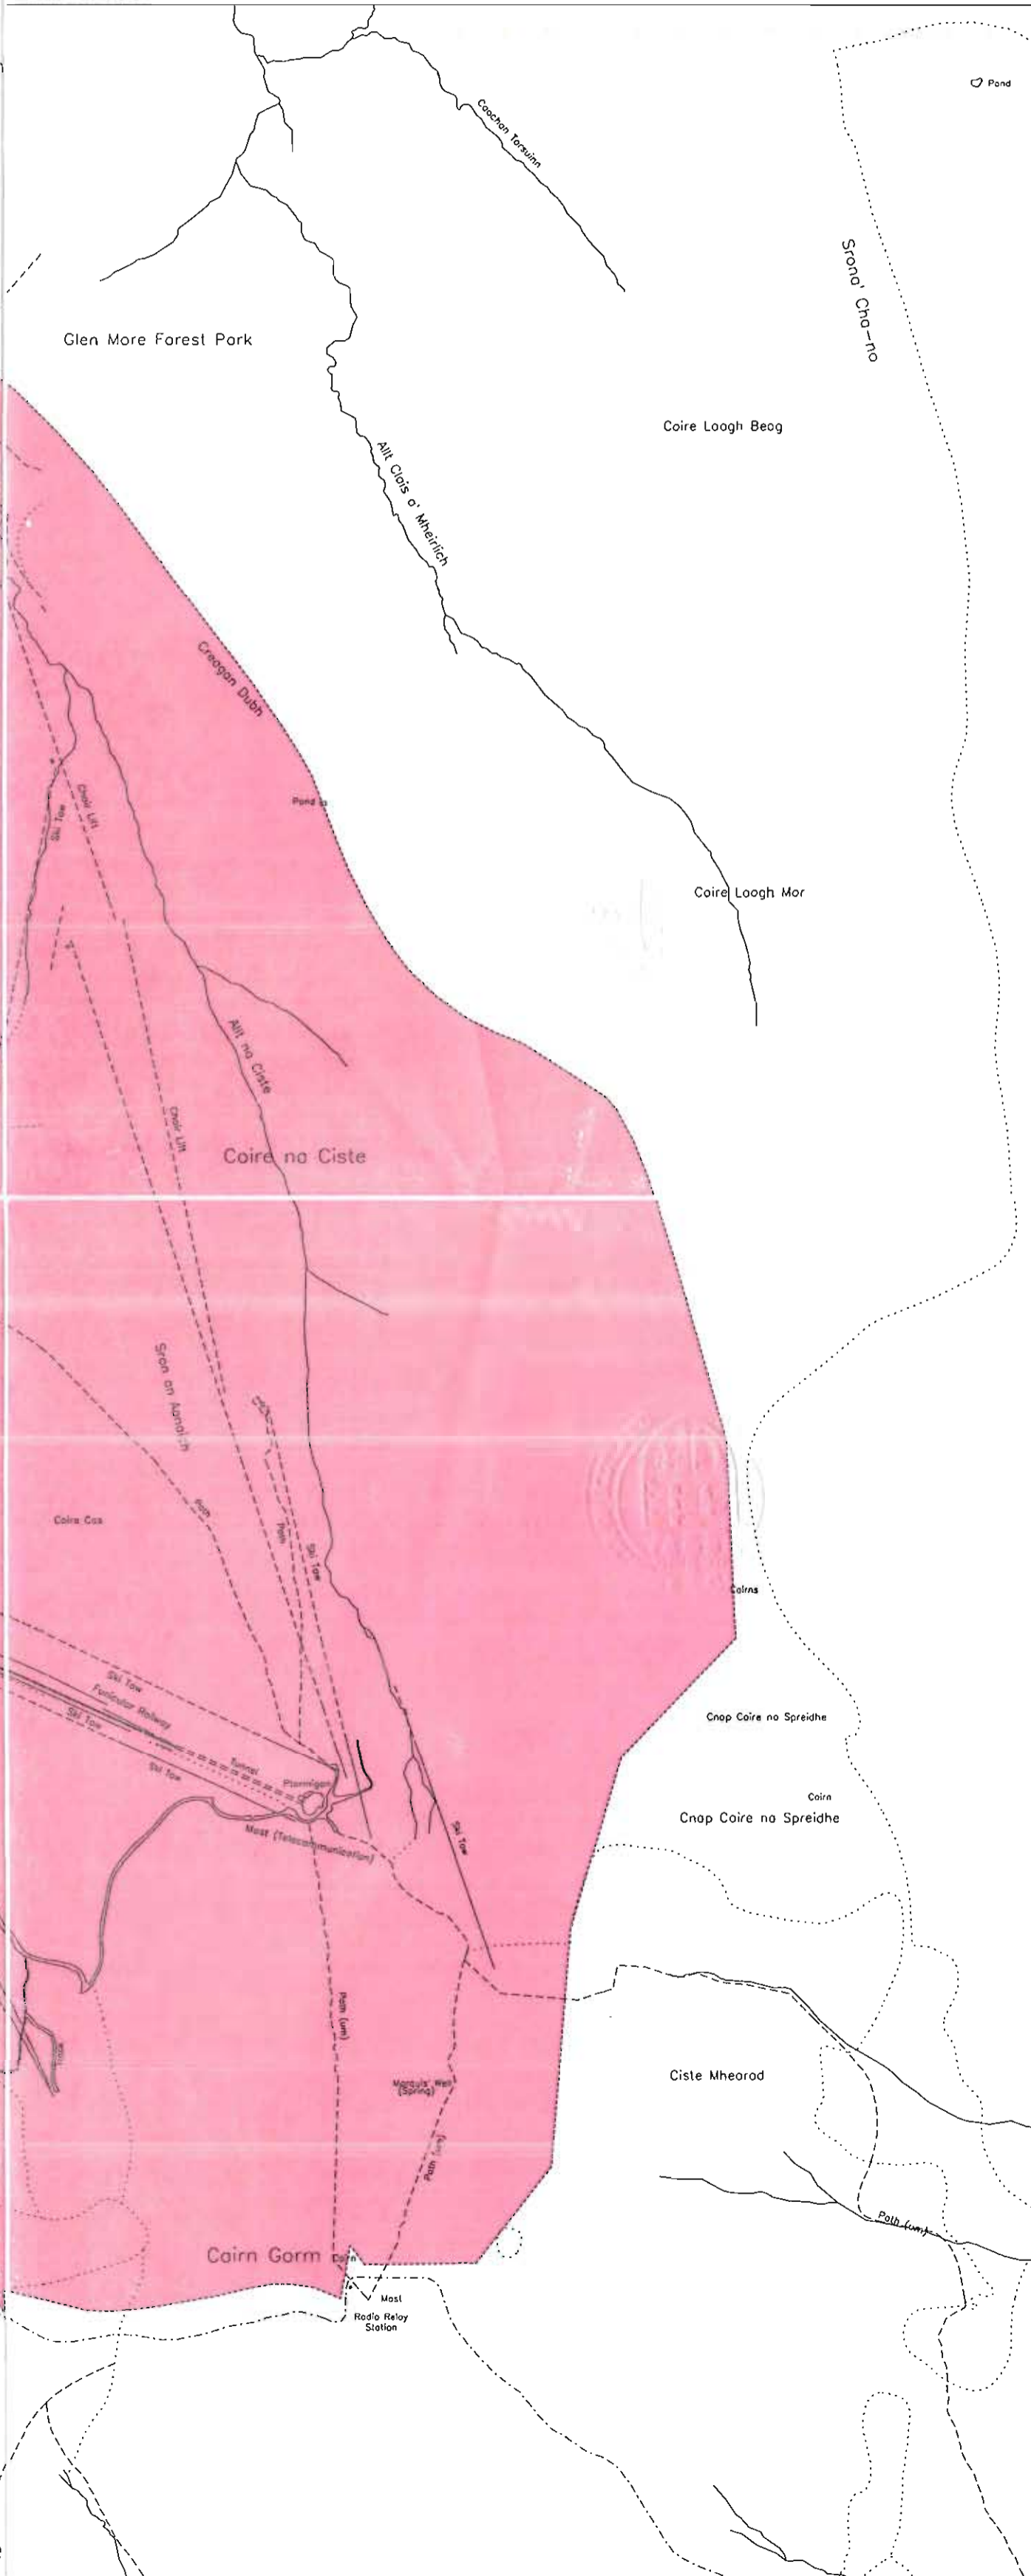 Pond
Caochan Torsuinn
Srona' Cha-no
Glen More Forest Park
Coire Laogh Beag
Allt Clais a' Mheirlich
Creagan Dubh
Chair Lift
Ski Tow
Pond
Coire Laogh Mor
Allt na Ciste
Chair Lift
Coire na Ciste
Sron an Aonaich
Path
Coire Cas
Path
Ski Tow
Cairns
Ski Tow
Funicular Railway
Ski Tow
Cnap Coire na Spreidhe
Tunnel
Ski Tow
Ptarmigan
Cairn
Cnap Coire na Spreidhe
Mast (Telecommunication)
Ski Tow
Path (um)
Marquis' Well
(Spring)
Ciste Mhearad
Path (um)
Path (um)
Cairn Gorm
Cairn
Mast
Radio Relay
Station